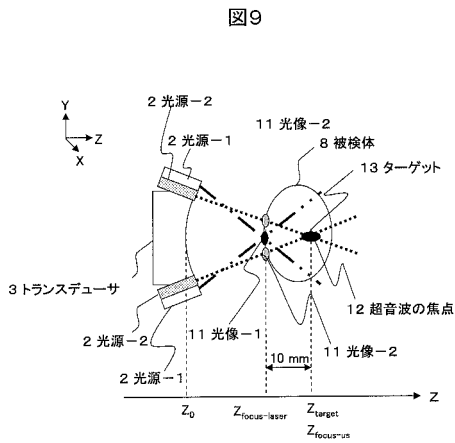 図9
Y
Z
X
2 光源－2
2 光源－1
11 光像－2
8 被検体
13 ターゲット
3 トランスデューサ
2 光源－2
2 光源－1
11 光像－1
12 超音波の焦点
11 光像－2
10 mm
Z
Z0
Zfocus-laser
Ztarget
Zfocus-us